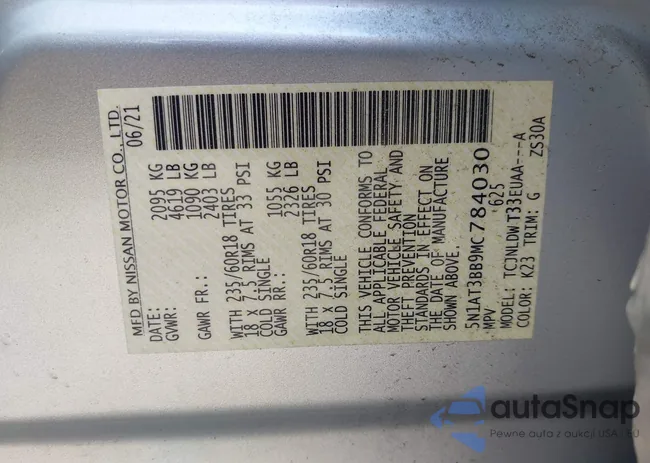 MFD BY NISSAN MOTOR CO., LTD.
DATE: 06/21
GVWR: 2095 KG
4619 LB
GAWR FR.: 1090 KG
2403 LB
WITH 235/60R18 TIRES
18 x 7.5 RIMS AT 33 PSI
COLD SINGLE
GAWR RR.: 1055 KG
2326 LB
WITH 235/60R18 TIRES
18 x 7.5 RIMS AT 30 PSI
COLD SINGLE
THIS VEHICLE CONFORMS TO
ALL APPLICABLE FEDERAL
MOTOR VEHICLE SAFETY AND
THEFT PREVENTION
STANDARDS IN EFFECT ON
THE DATE OF MANUFACTURE
SHOWN ABOVE.
5N1AT3BB9MC784030
MPV 625
MODEL: TCJNLDWT33EUAA---A
COLOR: K23 TRIM: G ZS30A
autaSnap
Pewne auta z aukcji USA i EU